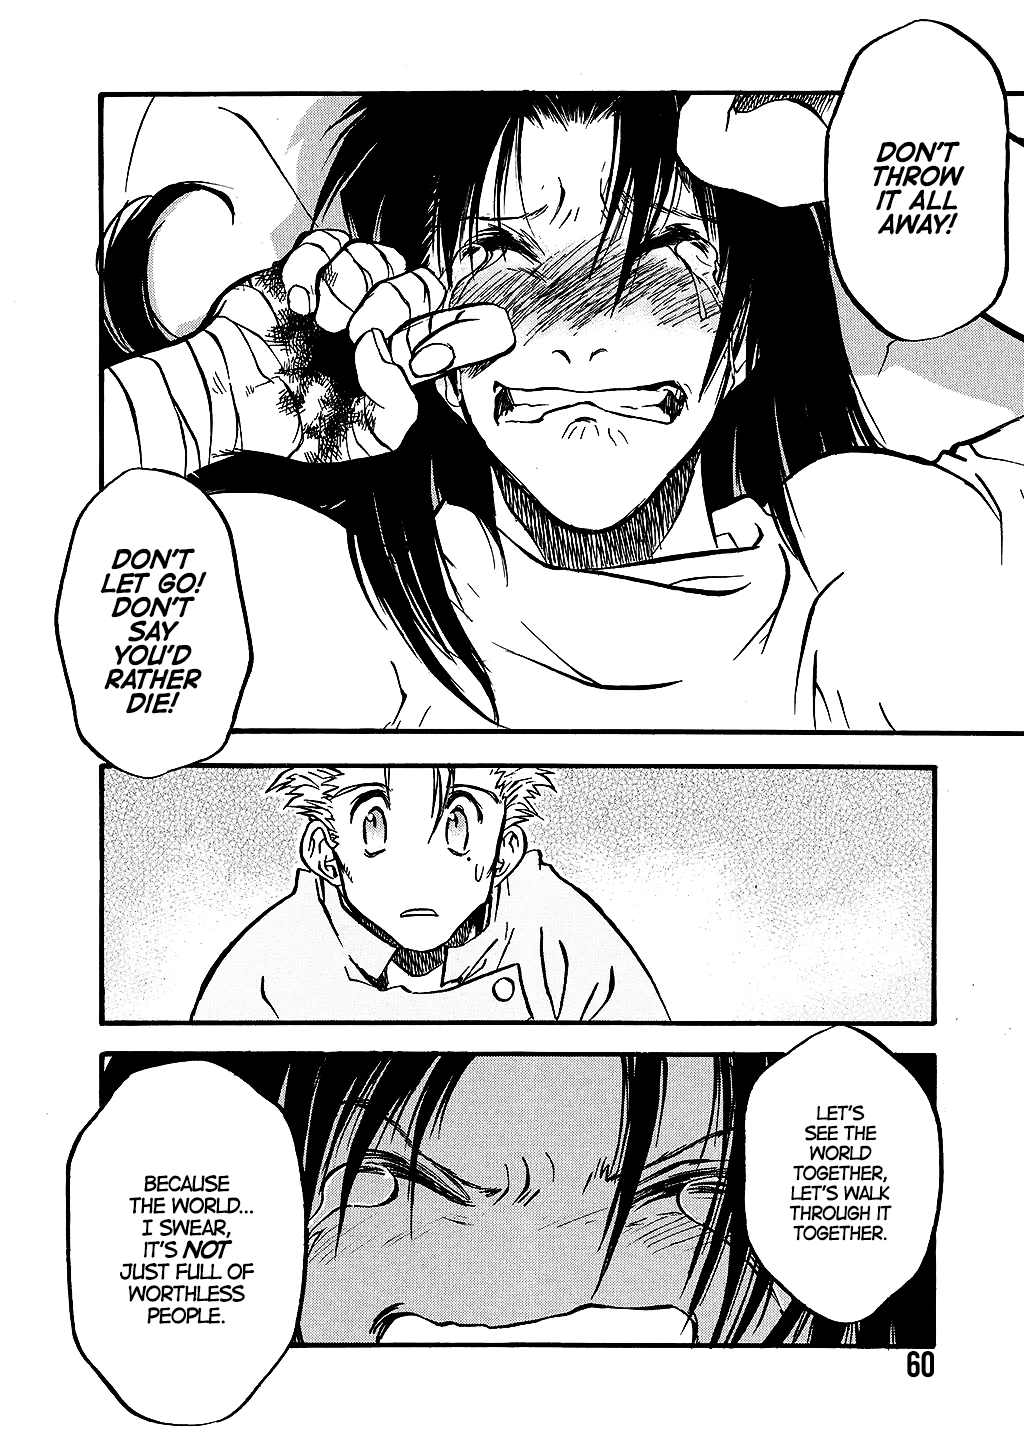 DON'T
THROW
IT ALL
AWAY!
DON'T
LET GO!
DON'T
SAY
YOU'D
RATHER
DIE!
LET'S
SEE THE
WORLD
TOGETHER,
LET'S WALK
THROUGH IT
TOGETHER.
BECAUSE
THE WORLD...
I SWEAR,
IT'S NOT
JUST FULL OF
WORTHLESS
PEOPLE.
60